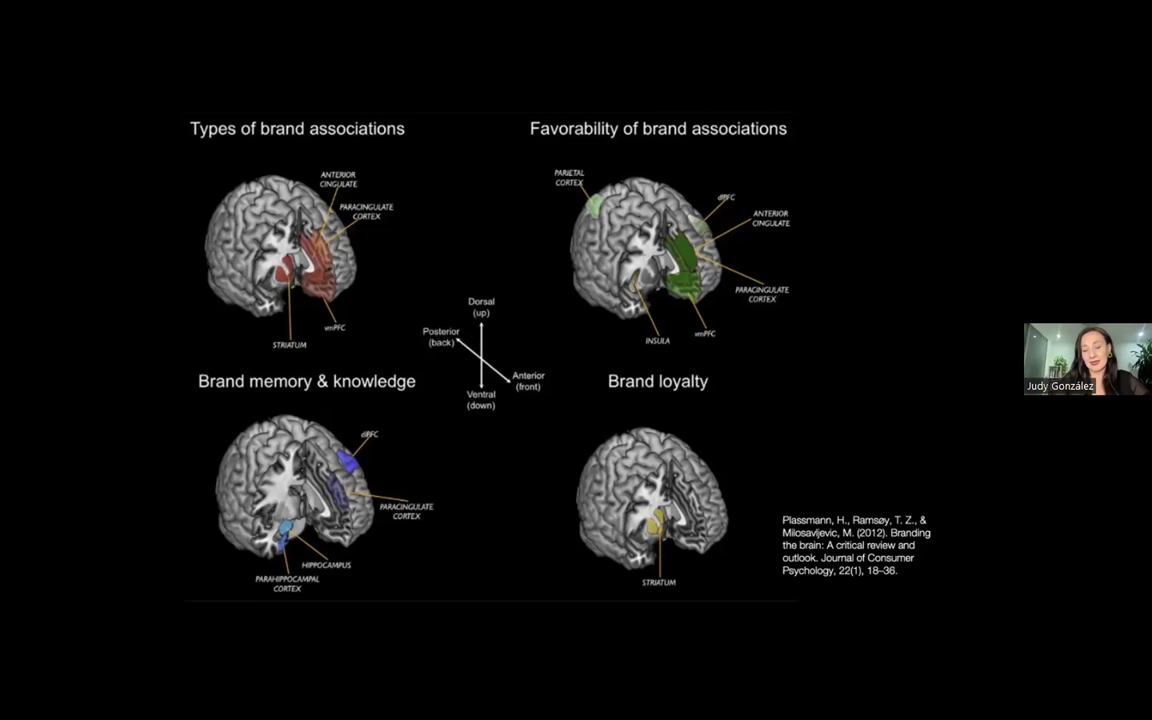 Types of brand associations
ANTERIOR
CINGULATE
PARACINGULATE
CORTEX
vmPFC
STRIATUM
Favorability of brand associations
PARIETAL
CORTEX
dlPFC
ANTERIOR
CINGULATE
PARACINGULATE
CORTEX
vmPFC
INSULA
Dorsal
(up)
Posterior
(back)
Anterior
(front)
Ventral
(down)
Brand memory & knowledge
dlPFC
PARACINGULATE
CORTEX
HIPPOCAMPUS
PARAHIPPOCAMPAL
CORTEX
Brand loyalty
STRIATUM
Plassmann, H., Ramsøy, T. Z., &
Milosavljevic, M. (2012). Branding
the brain: A critical review and
outlook. Journal of Consumer
Psychology, 22(1), 18–36.
Judy González